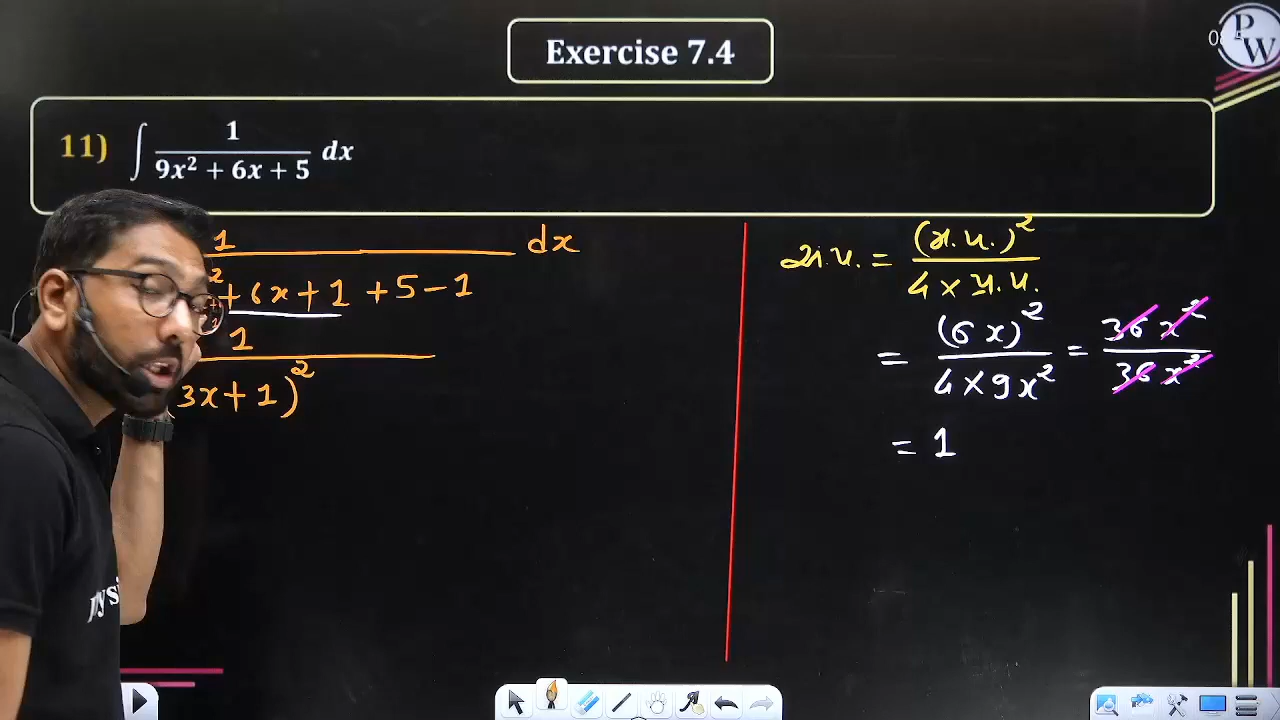 PW
Exercise 7.4
11) ∫ 1/(9x² + 6x + 5) dx
1 dx
² + 6x + 1 + 5 - 1
1
(3x + 1)²
= ( )² / 4 ×
= (6x)² / 4 × 9x² = 36x² / 36x²
= 1